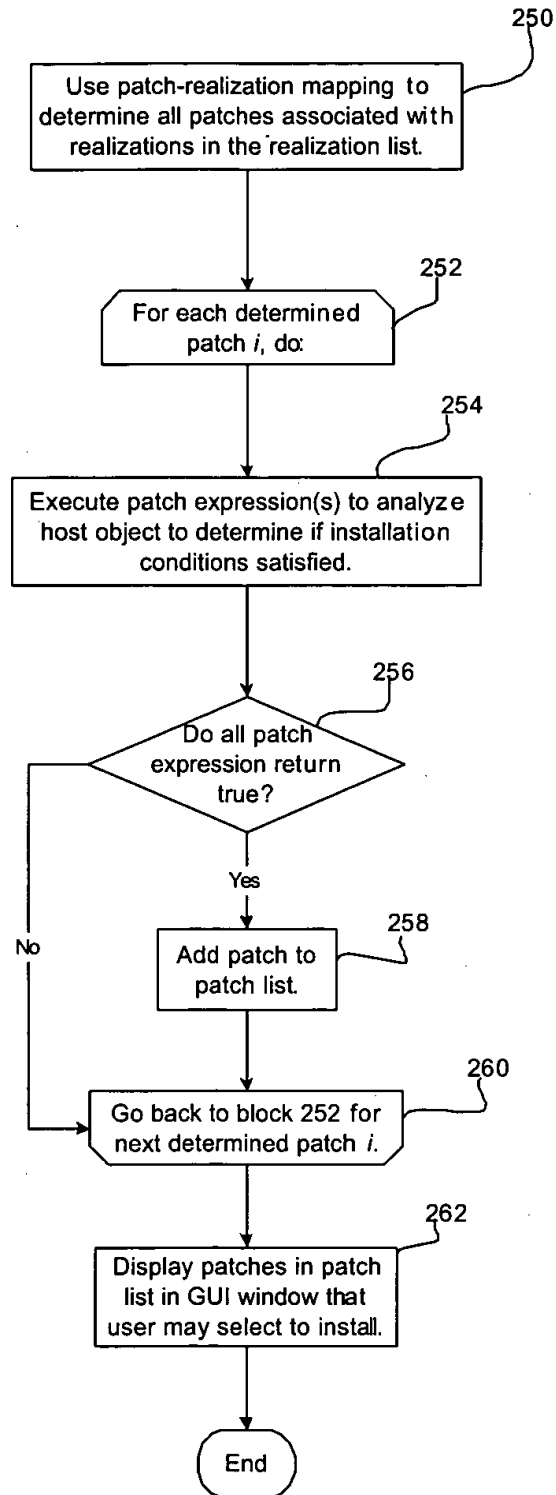 250
Use patch-realization mapping to
determine all patches associated with
realizations in the realization list.
252
For each determined
patch i, do:
254
Execute patch expression(s) to analyze
host object to determine if installation
conditions satisfied.
256
Do all patch
expression return
true?
Yes
No
258
Add patch to
patch list.
260
Go back to block 252 for
next determined patch i.
262
Display patches in patch
list in GUI window that
user may select to install.
End